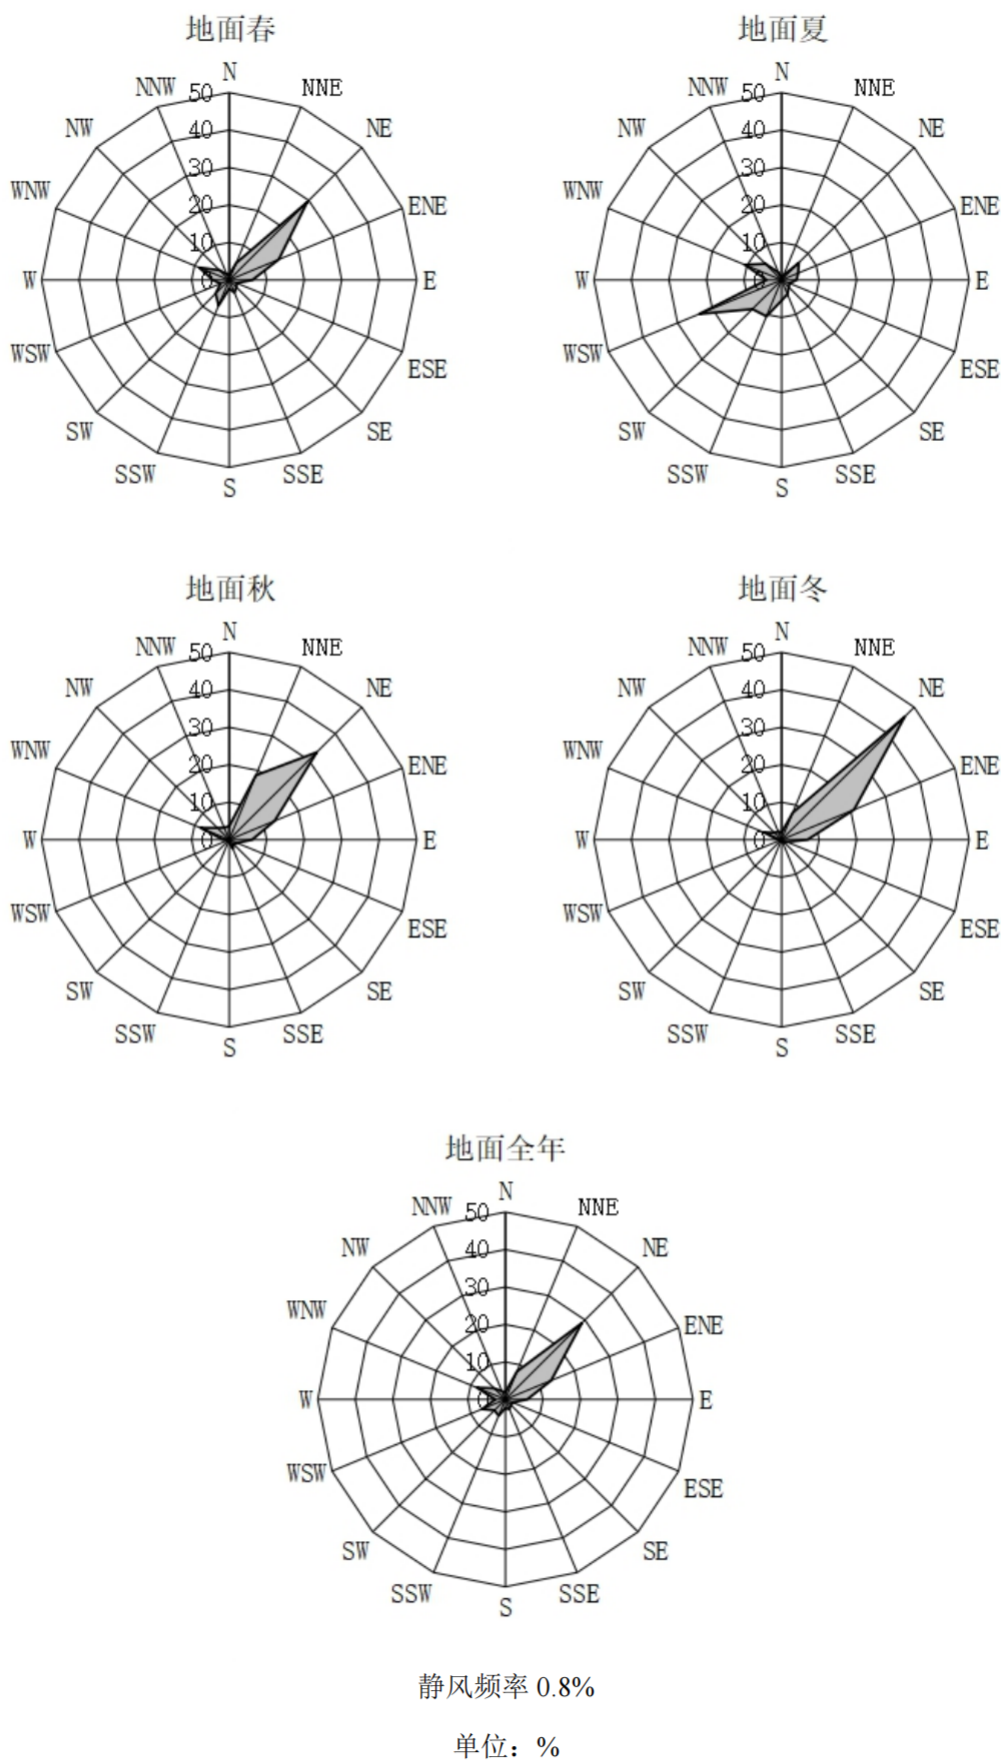 地面春
地面夏
N
NNW 50 NNE
NW 40 NE
30
WNW 20 ENE
10
W 0 E
WSW ESE
SW SE
SSW SSE
S
N
NNW 50 NNE
NW 40 NE
30
WNW 20 ENE
10
W 0 E
WSW ESE
SW SE
SSW SSE
S
地面秋
地面冬
N
NNW 50 NNE
NW 40 NE
30
WNW 20 ENE
10
W 0 E
WSW ESE
SW SE
SSW SSE
S
N
NNW 50 NNE
NW 40 NE
30
WNW 20 ENE
10
W 0 E
WSW ESE
SW SE
SSW SSE
S
地面全年
N
NNW 50 NNE
NW 40 NE
30
WNW 20 ENE
10
W 0 E
WSW ESE
SW SE
SSW SSE
S
静风频率 0.8%
单位：%